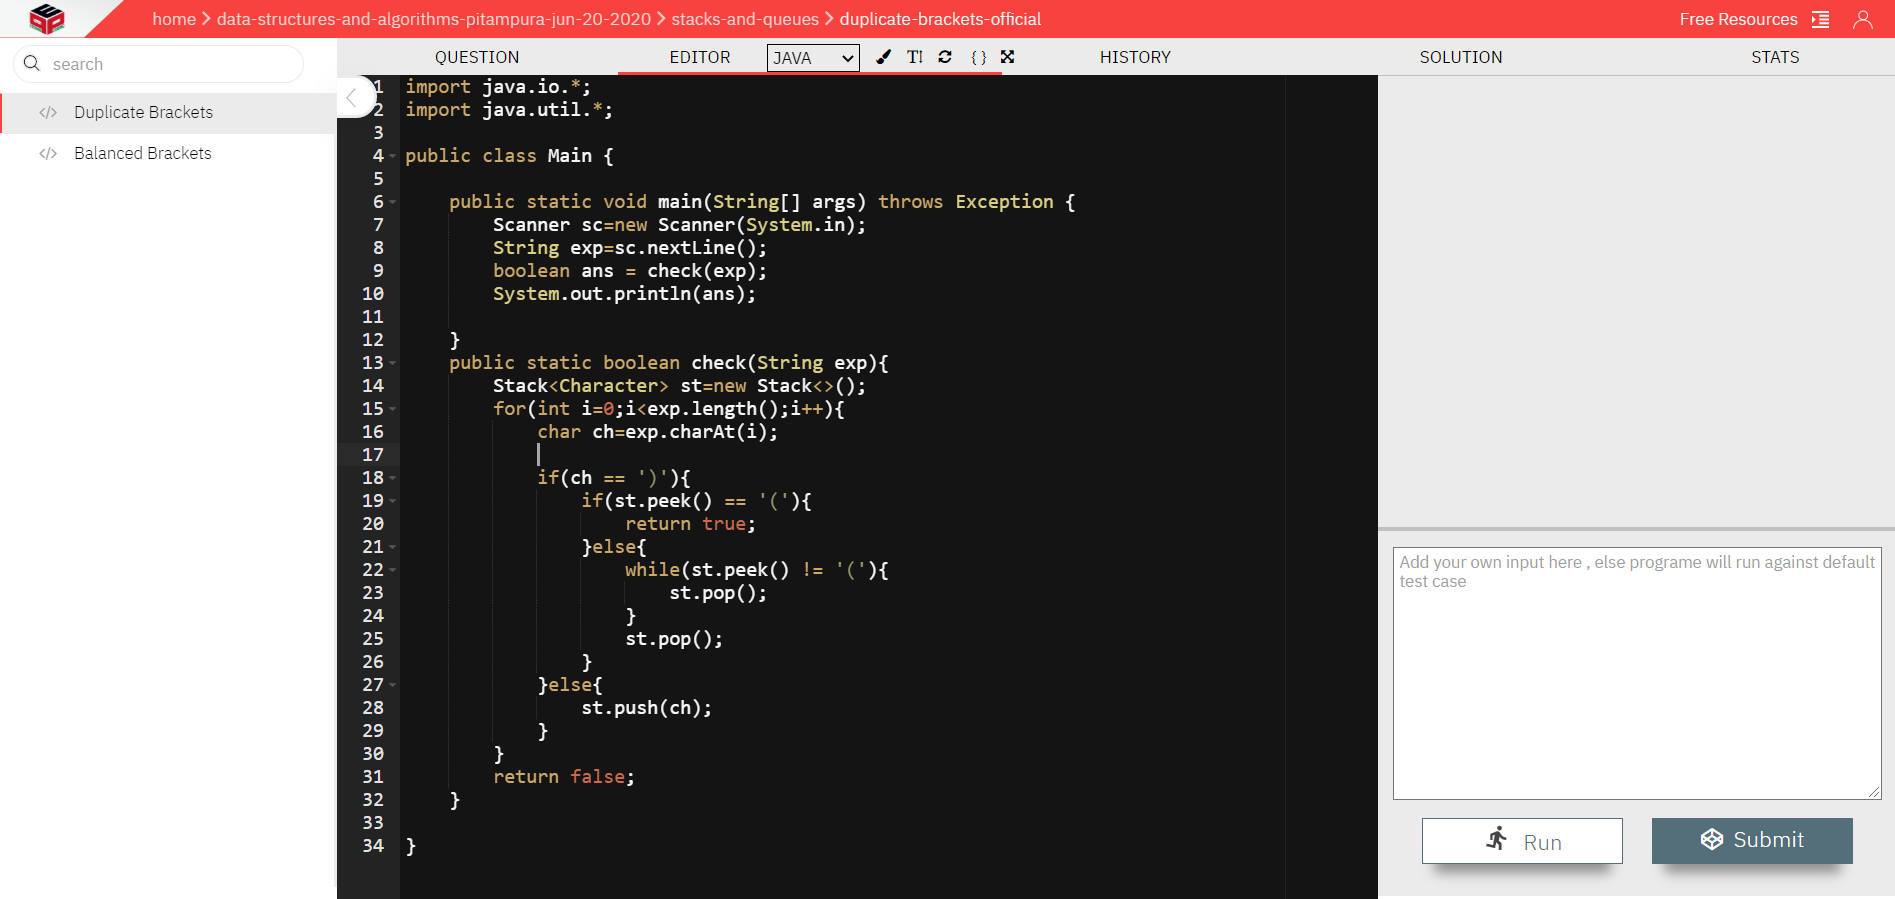 home > data-structures-and-algorithms-pitampura-jun-20-2020 > stacks-and-queues > duplicate-brackets-official
Free Resources
search
</> Duplicate Brackets
</> Balanced Brackets
QUESTION
EDITOR
JAVA
T!
{ }
HISTORY
SOLUTION
STATS
1 import java.io.*;
2 import java.util.*;
3
4 public class Main {
5
6     public static void main(String[] args) throws Exception {
7         Scanner sc=new Scanner(System.in);
8         String exp=sc.nextLine();
9         boolean ans = check(exp);
10         System.out.println(ans);
11
12     }
13     public static boolean check(String exp){
14         Stack<Character> st=new Stack<>();
15         for(int i=0;i<exp.length();i++){
16             char ch=exp.charAt(i);
17
18             if(ch == ')'){
19                 if(st.peek() == '('){
20                     return true;
21                 }else{
22                     while(st.peek() != '('){
23                         st.pop();
24                     }
25                     st.pop();
26                 }
27             }else{
28                 st.push(ch);
29             }
30         }
31         return false;
32     }
33
34 }
Add your own input here , else programe will run against default
test case
Run
Submit